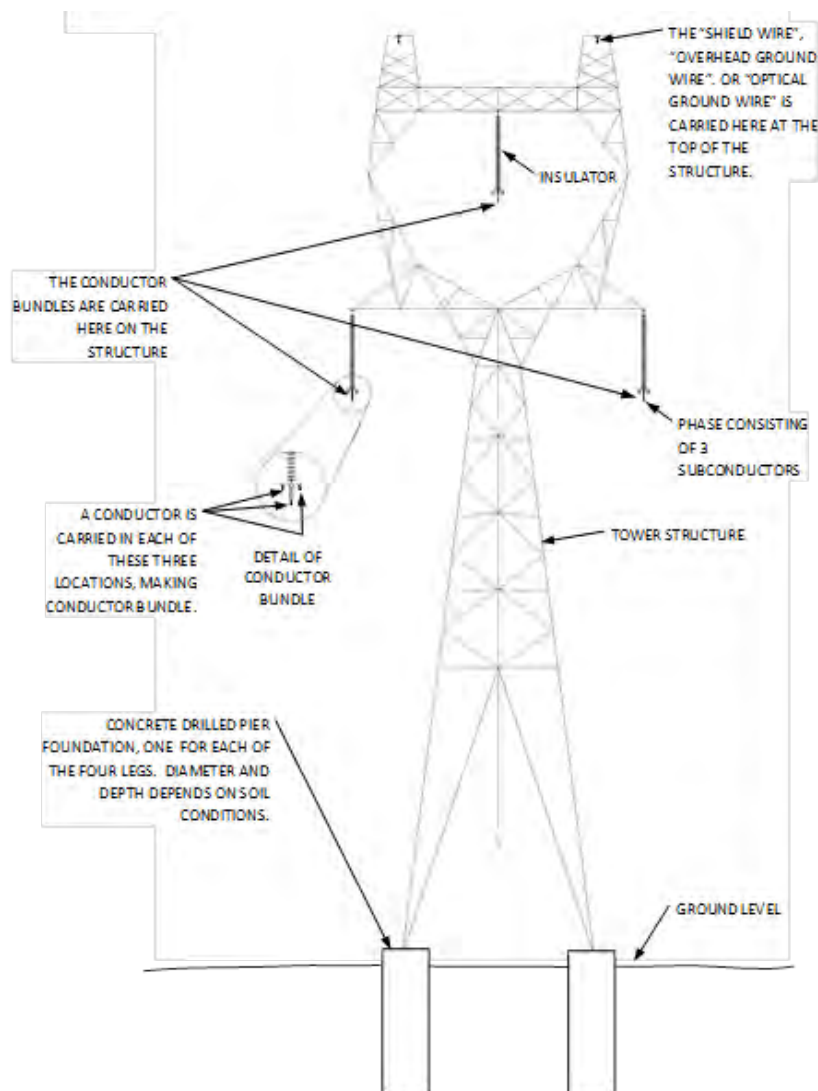 THE "SHIELD WIRE",
"OVERHEAD GROUND
WIRE". OR "OPTICAL
GROUND WIRE" IS
CARRIED HERE AT THE
TOP OF THE
STRUCTURE.
INSULATOR
THE CONDUCTOR
BUNDLES ARE CARRIED
HERE ON THE
STRUCTURE
PHASE CONSISTING
OF 3
SUBCONDUCTORS
A CONDUCTOR IS
CARRIED IN EACH OF
THESE THREE
LOCATIONS, MAKING
CONDUCTOR BUNDLE.
DETAIL OF
CONDUCTOR
BUNDLE
TOWER STRUCTURE
CONCRETE DRILLED PIER
FOUNDATION, ONE FOR EACH OF
THE FOUR LEGS. DIAMETER AND
DEPTH DEPENDS ON SOIL
CONDITIONS.
GROUND LEVEL